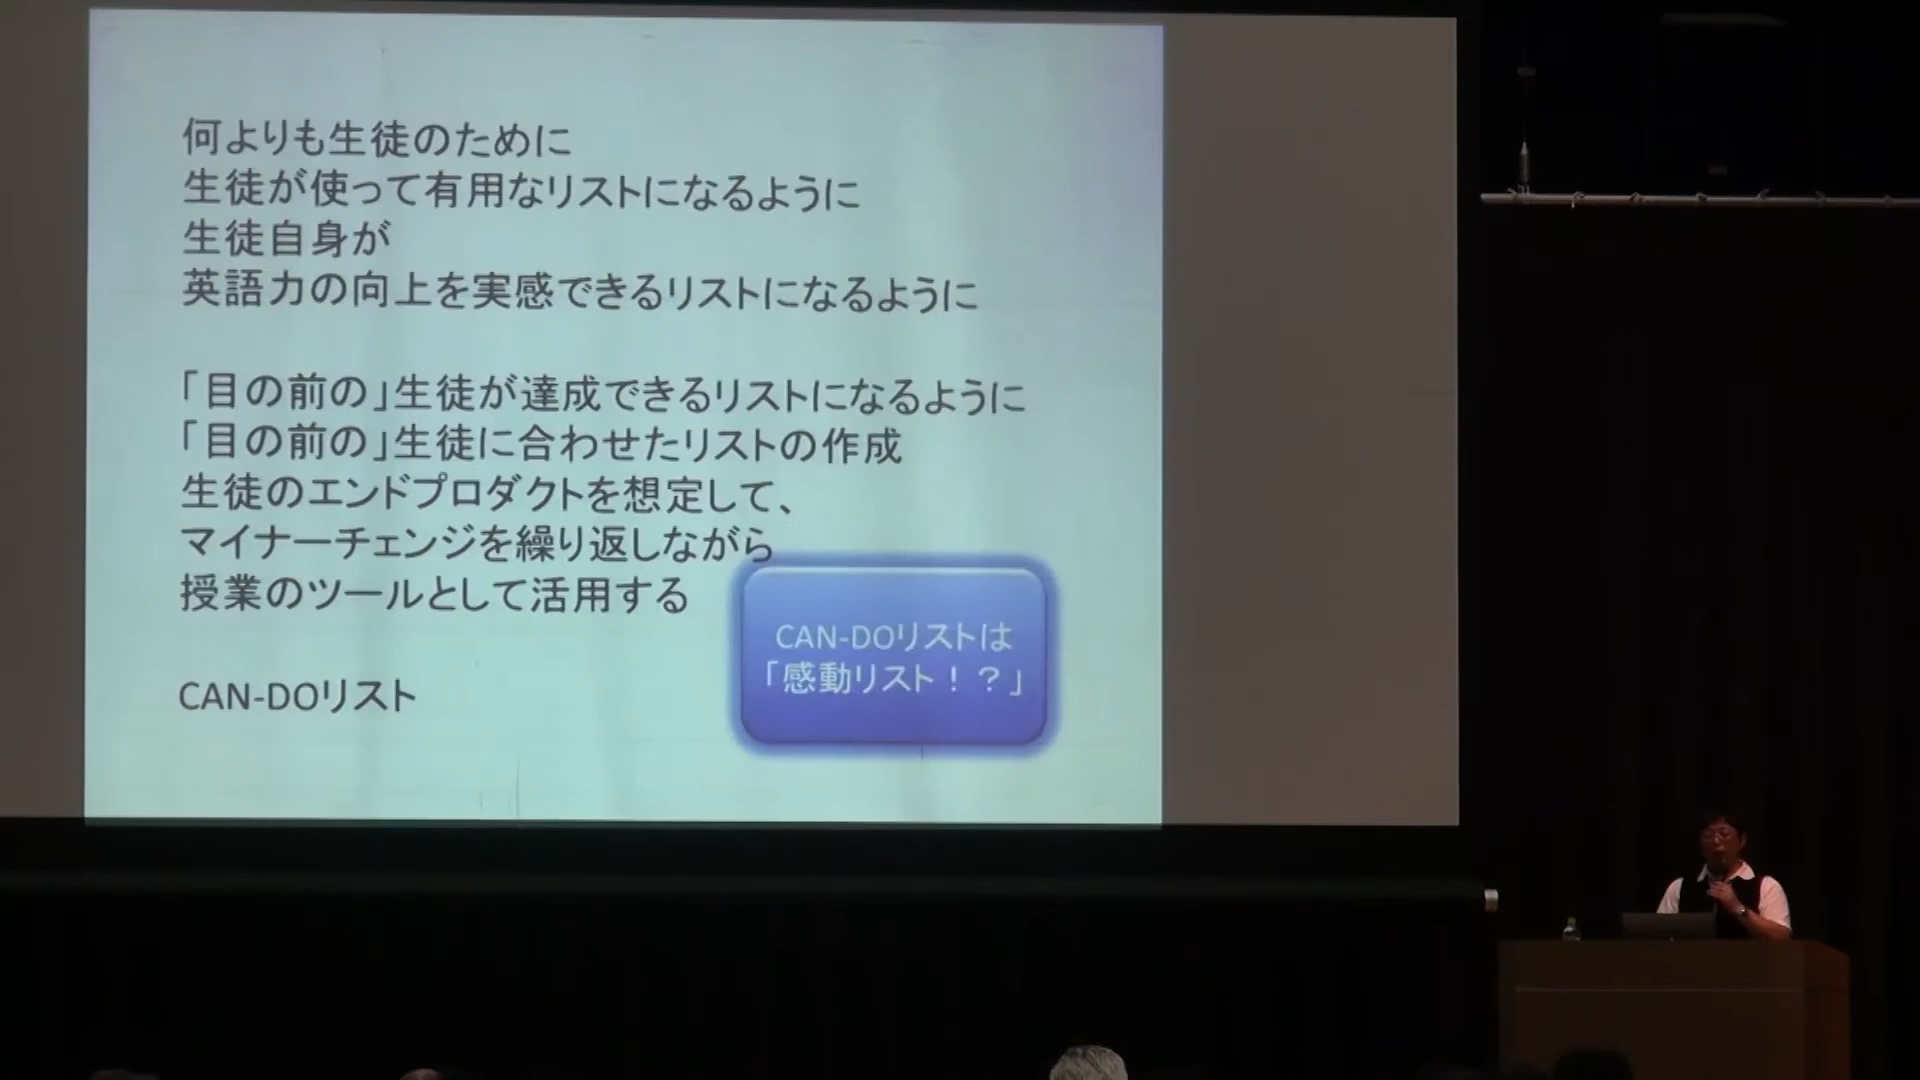 何よりも生徒のために
生徒が使って有用なリストになるように
生徒自身が
英語力の向上を実感できるリストになるように
「目の前の」生徒が達成できるリストになるように
「目の前の」生徒に合わせたリストの作成
生徒のエンドプロダクトを想定して、
マイナーチェンジを繰り返しながら
授業のツールとして活用する
CAN-DOリストは
「感動リスト！？」
CAN-DOリスト